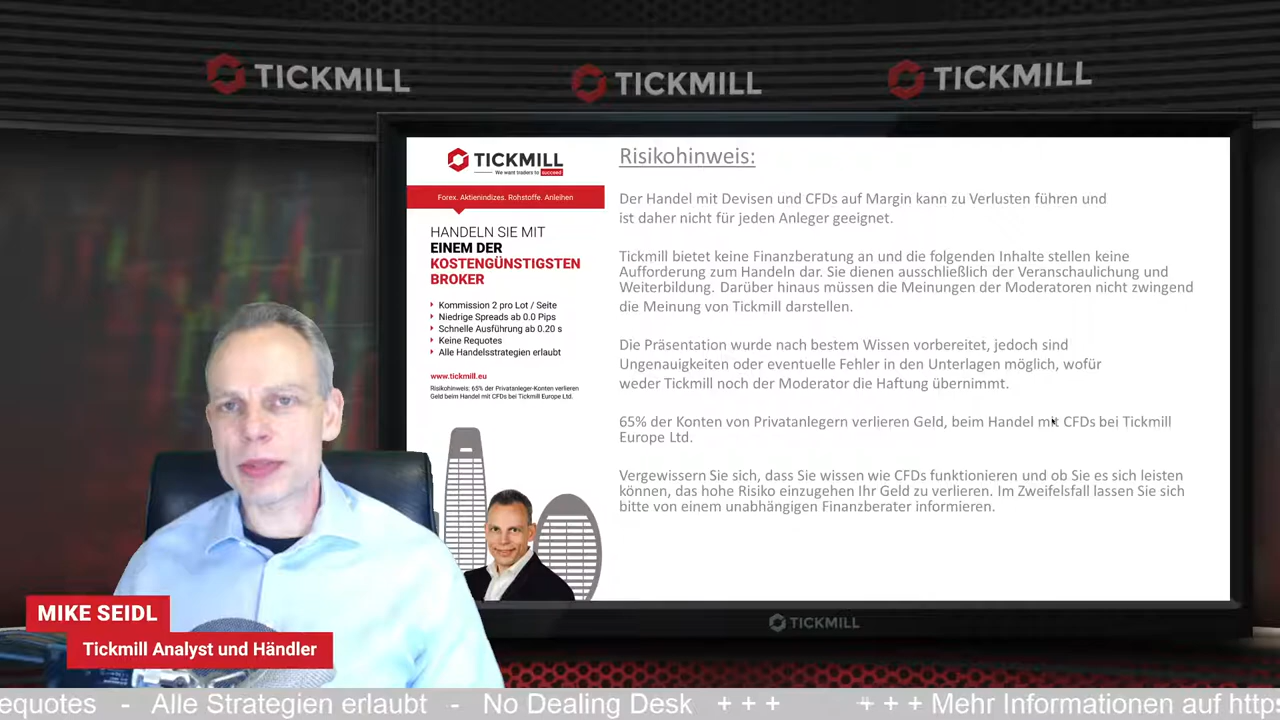 TICKMILL
TICKMILL
TICKMILL
TICKMILL
We want traders to succeed
Forex. Aktienindizes. Rohstoffe. Anleihen
HANDELN SIE MIT
EINEM DER
KOSTENGÜNSTIGSTEN
BROKER
Kommission 2 pro Lot / Seite
Niedrige Spreads ab 0.0 Pips
Schnelle Ausführung ab 0.20 s
Keine Requotes
Alle Handelsstrategien erlaubt
www.tickmill.eu
Risikohinweis: 65% der Privatanleger-Konten verlieren
Geld beim Handel mit CFDs bei Tickmill Europe Ltd.
Risikohinweis:
Der Handel mit Devisen und CFDs auf Margin kann zu Verlusten führen und
ist daher nicht für jeden Anleger geeignet.
Tickmill bietet keine Finanzberatung an und die folgenden Inhalte stellen keine
Aufforderung zum Handeln dar. Sie dienen ausschließlich der Veranschaulichung und
Weiterbildung. Darüber hinaus müssen die Meinungen der Moderatoren nicht zwingend
die Meinung von Tickmill darstellen.
Die Präsentation wurde nach bestem Wissen vorbereitet, jedoch sind
Ungenauigkeiten oder eventuelle Fehler in den Unterlagen möglich, wofür
weder Tickmill noch der Moderator die Haftung übernimmt.
65% der Konten von Privatanlegern verlieren Geld, beim Handel mit CFDs bei Tickmill
Europe Ltd.
Vergewissern Sie sich, dass Sie wissen wie CFDs funktionieren und ob Sie es sich leisten
können, das hohe Risiko einzugehen Ihr Geld zu verlieren. Im Zweifelsfall lassen Sie sich
bitte von einem unabhängigen Finanzberater informieren.
TICKMILL
MIKE SEIDL
Tickmill Analyst und Händler
equotes - Alle Strategien erlaubt - No Dealing Desk + + + + + + Mehr Informationen auf https